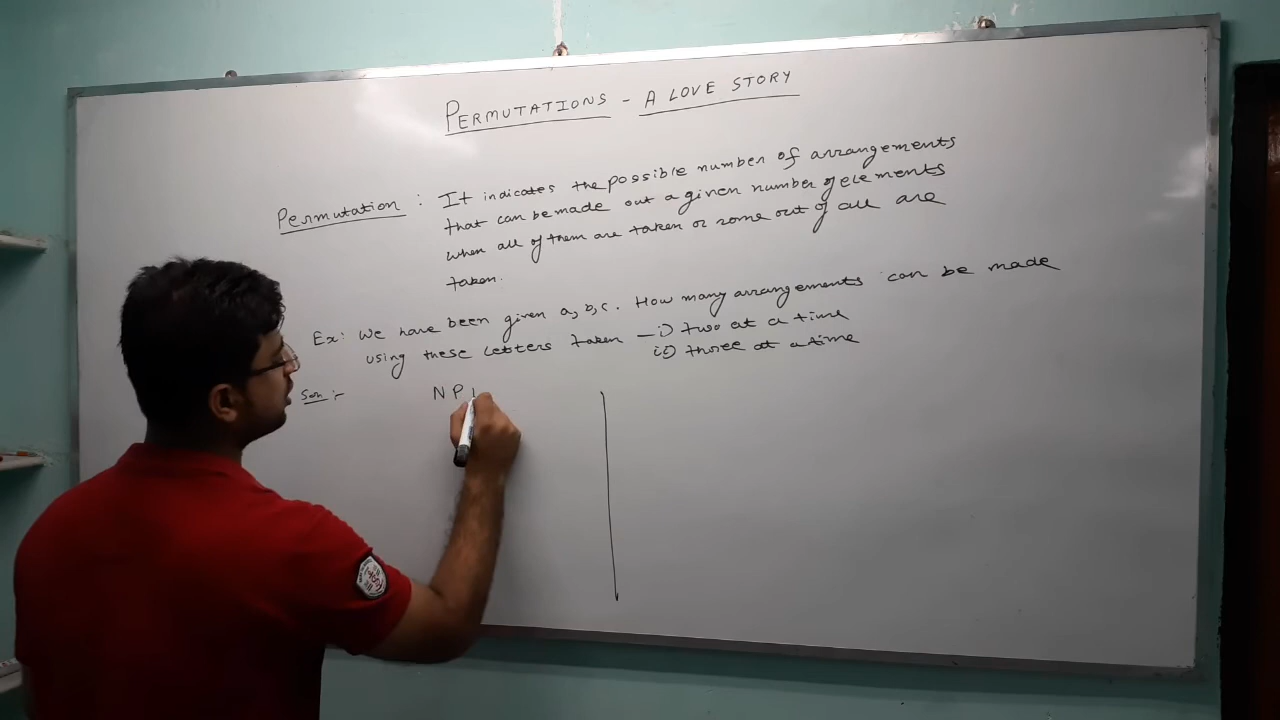 PERMUTATIONS - A LOVE STORY
Permutation : It indicates the possible number of arrangements
that can be made out a given number of elements
when all of them are taken or some out of all are
taken.
Ex: We have been given a, b, c. How many arrangements can be made
using these letters taken - i) two at a time
ii) three at a time
Soln :-
N P